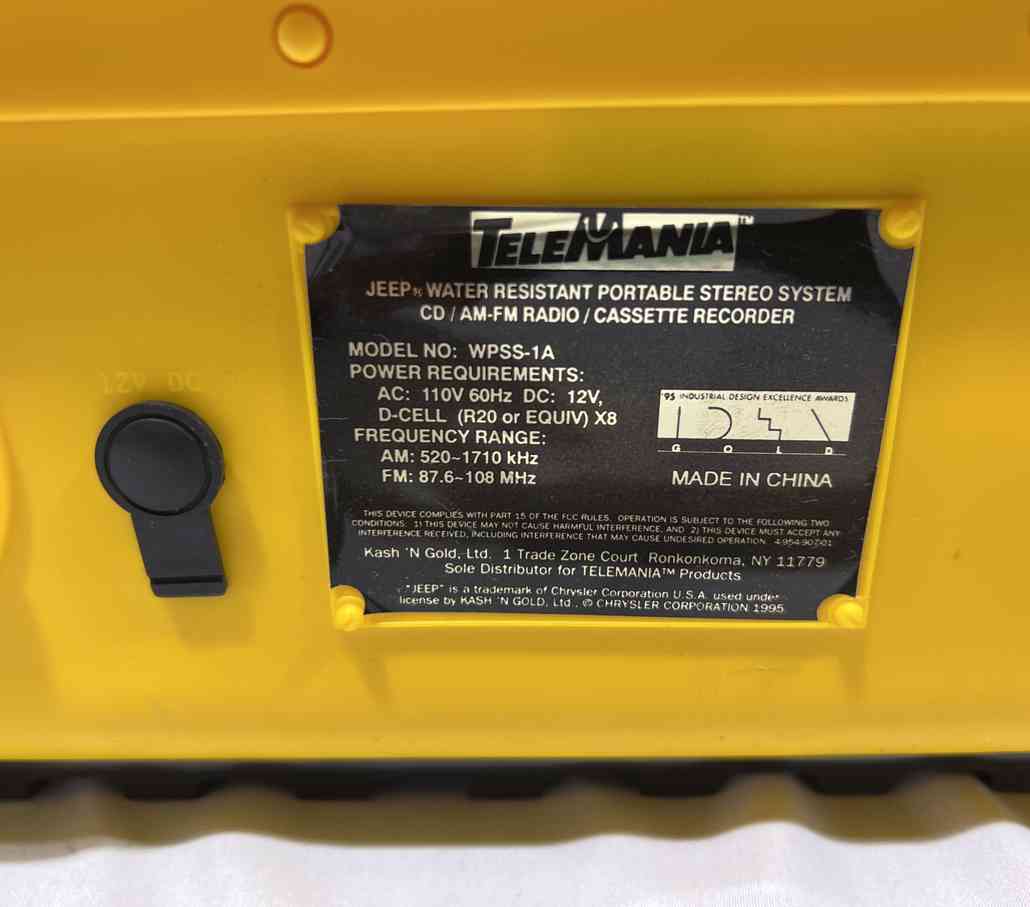 TELEMANIA™
JEEP® WATER RESISTANT PORTABLE STEREO SYSTEM
CD / AM-FM RADIO / CASSETTE RECORDER
MODEL NO: WPSS-1A
POWER REQUIREMENTS:
AC: 110V 60Hz DC: 12V,
D-CELL (R20 or EQUIV) X8
FREQUENCY RANGE:
AM: 520~1710 kHz
FM: 87.6~108 MHz
'95 INDUSTRIAL DESIGN EXCELLENCE AWARDS
IDEA
GOLD
MADE IN CHINA
12V DC
THIS DEVICE COMPLIES WITH PART 15 OF THE FCC RULES. OPERATION IS SUBJECT TO THE FOLLOWING TWO
CONDITIONS: 1) THIS DEVICE MAY NOT CAUSE HARMFUL INTERFERENCE, AND 2) THIS DEVICE MUST ACCEPT ANY
INTERFERENCE RECEIVED, INCLUDING INTERFERENCE THAT MAY CAUSE UNDESIRED OPERATION. 4-954-907-01
Kash 'N Gold, Ltd. 1 Trade Zone Court Ronkonkoma, NY 11779
Sole Distributor for TELEMANIA™ Products
"JEEP" is a trademark of Chrysler Corporation U.S.A. used under
license by KASH 'N GOLD, Ltd., © CHRYSLER CORPORATION 1995